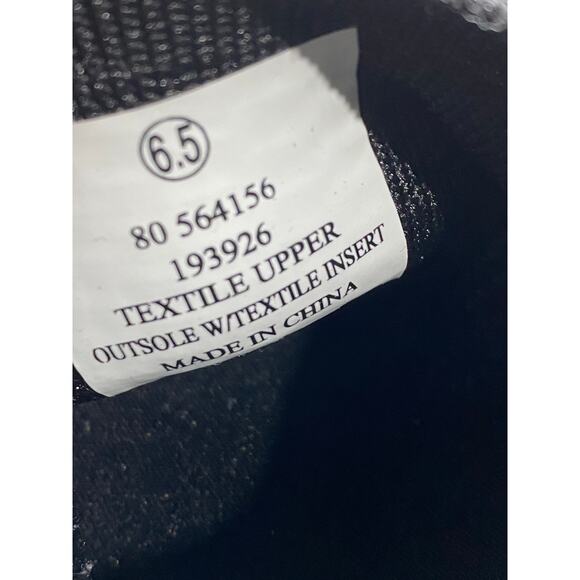 6.5
80 564156
193926
TEXTILE UPPER
OUTSOLE W/TEXTILE INSERT
MADE IN CHINA